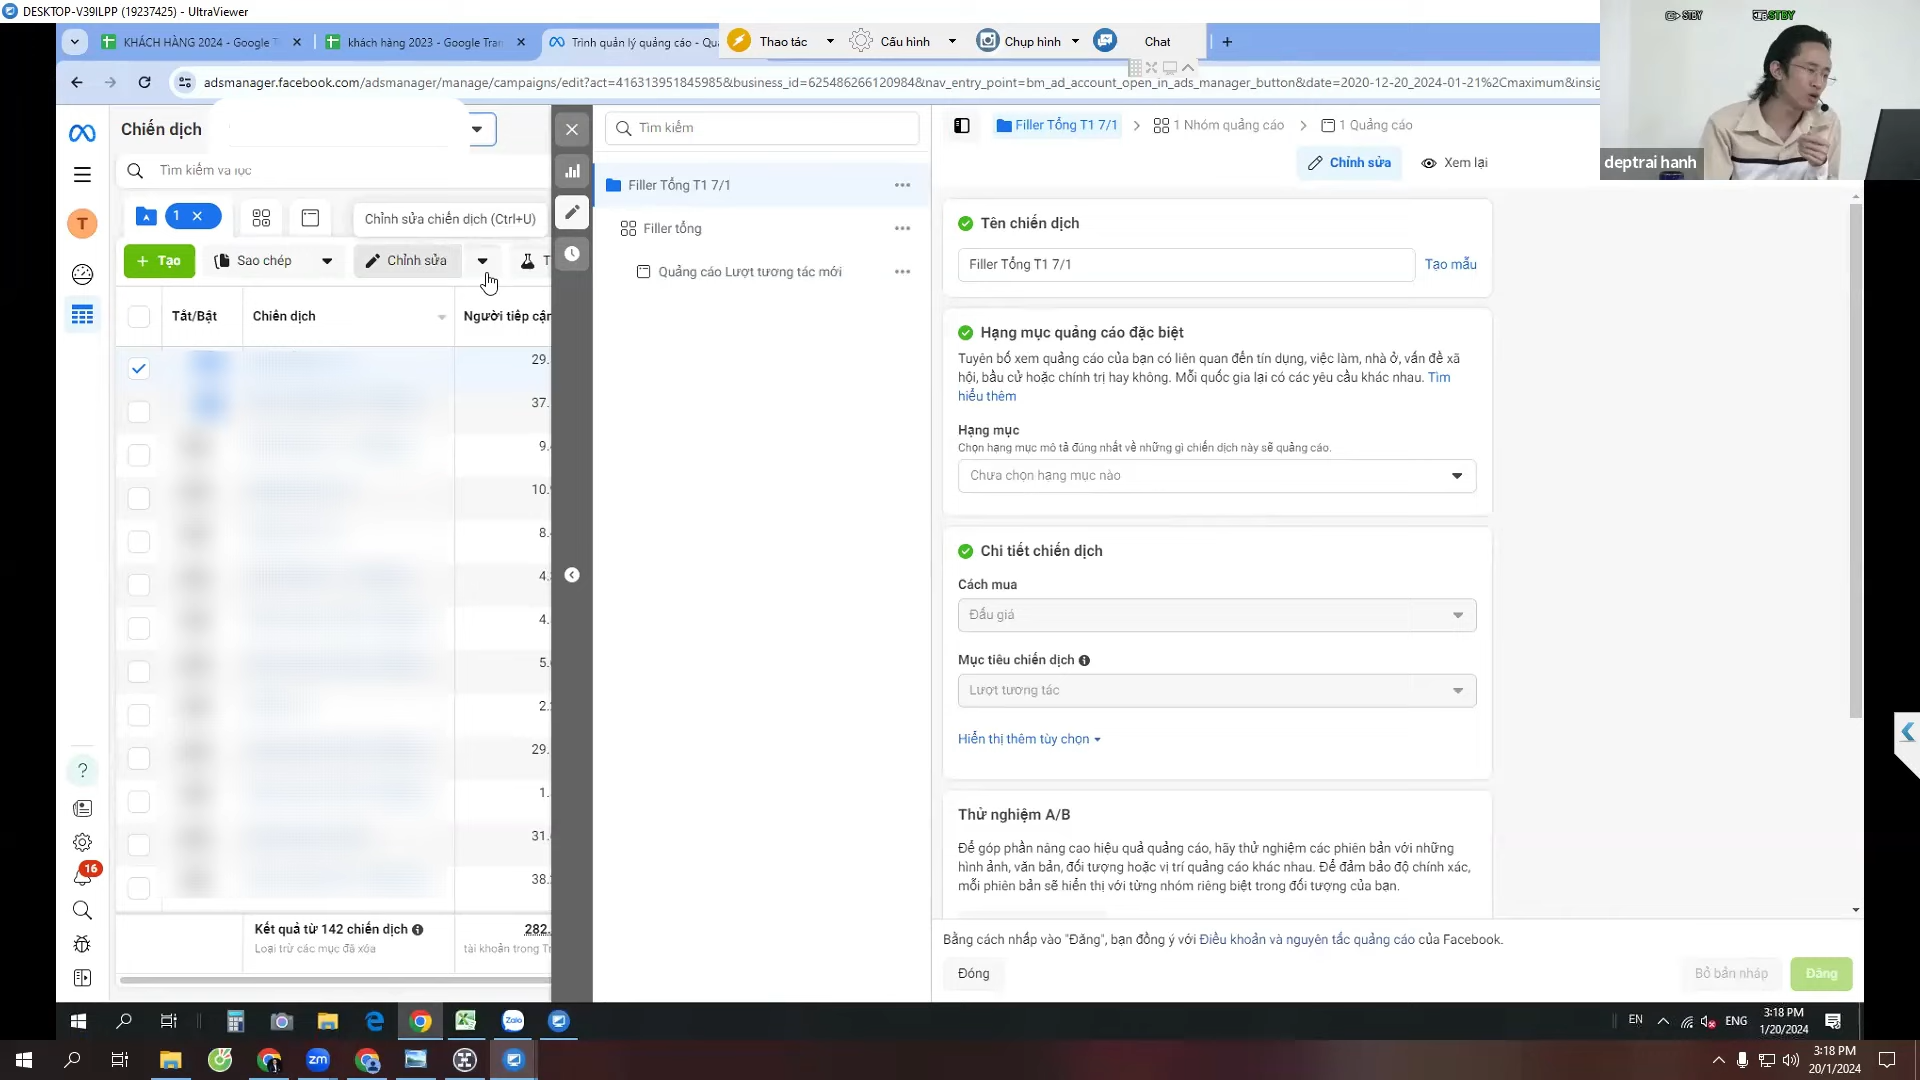 DESKTOP-V39ILPP (19237425) - UltraViewer
KHÁCH HÀNG 2024 - Google T
khách hàng 2023 - Google Tran
Trình quản lý quảng cáo - Qu
Thao tác
Cấu hình
Chụp hình
Chat
adsmanager.facebook.com/adsmanager/manage/campaigns/edit?act=416313951845985&business_id=625486266120984&nav_entry_point=bm_ad_account_open_in_ads_manager_button&date=2020-12-20_2024-01-21%2Cmaximum&insig
STBY
STBY
deptrai hanh
Chiến dịch
Tìm kiếm và lọc
T
1
Chỉnh sửa chiến dịch (Ctrl+U)
Tạo
Sao chép
Chỉnh sửa
T
Tắt/Bật
Chiến dịch
Người tiếp cận
29.
37.
9.
10.
8.
4.
4.
5.
2.
29.
1.
31.
38.
16
Kết quả từ 142 chiến dịch
Loại trừ các mục đã xóa
282.
tài khoản trong Tr
Tìm kiếm
Filler Tổng T1 7/1
Filler tổng
Quảng cáo Lượt tương tác mới
Filler Tổng T1 7/1
1 Nhóm quảng cáo
1 Quảng cáo
Chỉnh sửa
Xem lại
Tên chiến dịch
Filler Tổng T1 7/1
Tạo mẫu
Hạng mục quảng cáo đặc biệt
Tuyên bố xem quảng cáo của bạn có liên quan đến tín dụng, việc làm, nhà ở, vấn đề xã
hội, bầu cử hoặc chính trị hay không. Mỗi quốc gia lại có các yêu cầu khác nhau. Tìm
hiểu thêm
Hạng mục
Chọn hạng mục mô tả đúng nhất về những gì chiến dịch này sẽ quảng cáo.
Chưa chọn hạng mục nào
Chi tiết chiến dịch
Cách mua
Đấu giá
Mục tiêu chiến dịch
Lượt tương tác
Hiển thị thêm tùy chọn
Thử nghiệm A/B
Để góp phần nâng cao hiệu quả quảng cáo, hãy thử nghiệm các phiên bản với những
hình ảnh, văn bản, đối tượng hoặc vị trí quảng cáo khác nhau. Để đảm bảo độ chính xác,
mỗi phiên bản sẽ hiển thị với từng nhóm riêng biệt trong đối tượng của bạn.
Bằng cách nhấp vào "Đăng", bạn đồng ý với Điều khoản và nguyên tắc quảng cáo của Facebook.
Đóng
Bỏ bản nháp
Đăng
Zalo
EN
ENG
3:18 PM
1/20/2024
zm
3:18 PM
20/1/2024